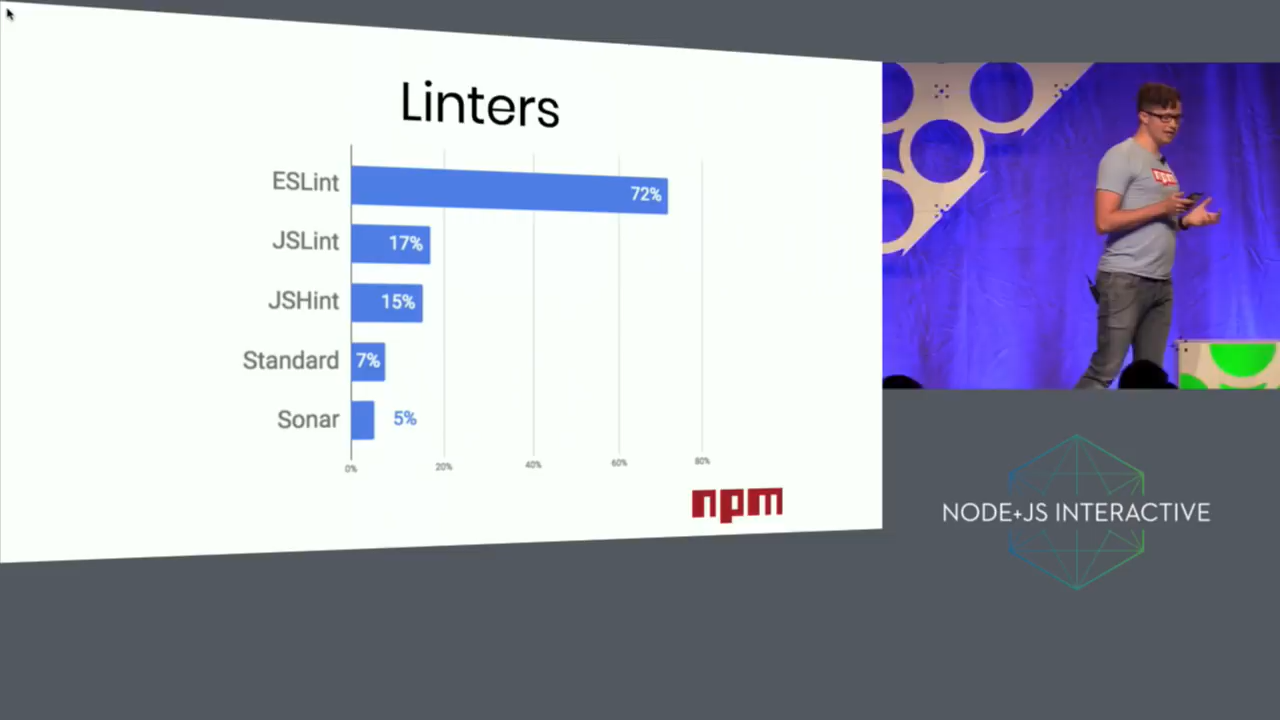 Linters
ESLint 72%
JSLint 17%
JSHint 15%
Standard 7%
Sonar 5%
0% 20% 40% 60% 80%
npm
npm
NODE+JS INTERACTIVE